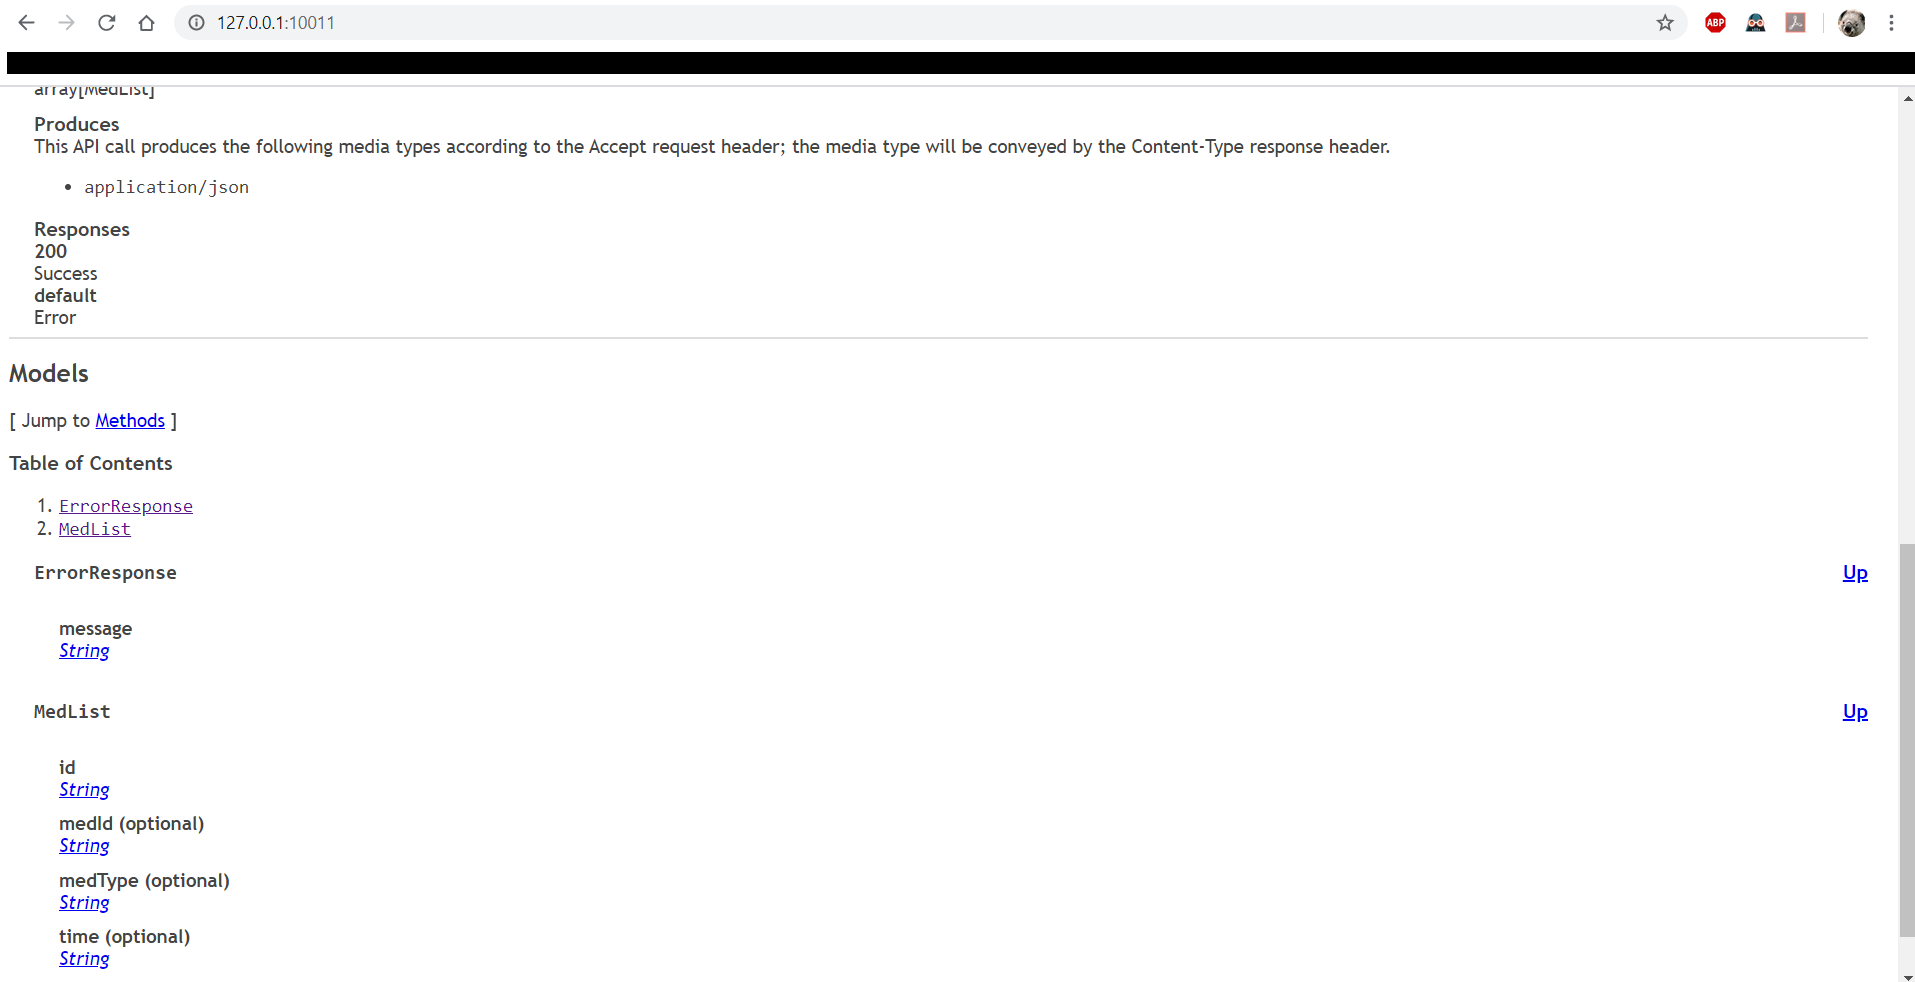 127.0.0.1:10011
ABP
array[MedList]
Produces
This API call produces the following media types according to the Accept request header; the media type will be conveyed by the Content-Type response header.
• application/json
Responses
200
Success
default
Error
Models
[ Jump to Methods ]
Table of Contents
1. ErrorResponse
2. MedList
ErrorResponse Up
message
String
MedList Up
id
String
medId (optional)
String
medType (optional)
String
time (optional)
String